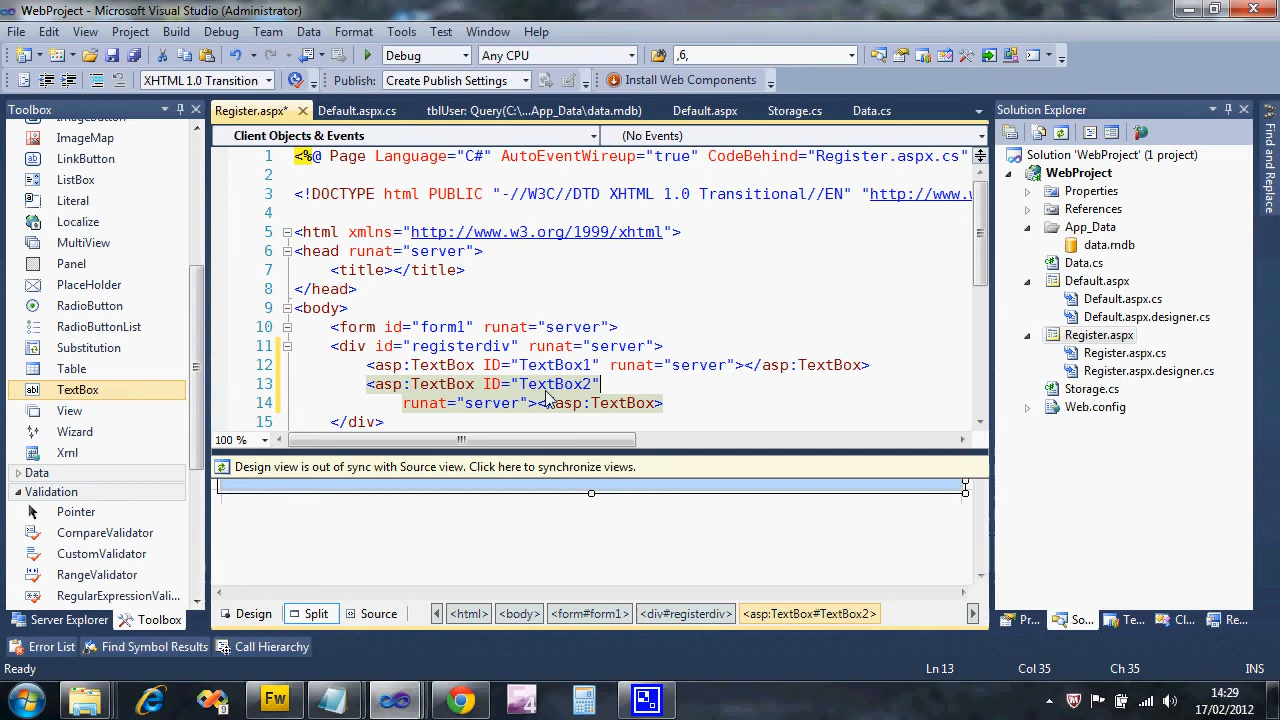 WebProject - Microsoft Visual Studio (Administrator)
File Edit View Project Build Debug Team Data Format Tools Test Window Help
Debug Any CPU ,6,
XHTML 1.0 Transition Publish: Create Publish Settings Install Web Components
Toolbox
ImageMap
LinkButton
ListBox
Literal
Localize
MultiView
Panel
PlaceHolder
RadioButton
RadioButtonList
Substitution
Table
TextBox
View
Wizard
Xml
Data
Validation
Pointer
CompareValidator
CustomValidator
RangeValidator
RegularExpressionValidat
Server Explorer Toolbox
Register.aspx* Default.aspx.cs tblUser: Query(C:\...App_Data\data.mdb) Default.aspx Storage.cs Data.cs
Client Objects & Events (No Events)
1 <%@ Page Language="C#" AutoEventWireup="true" CodeBehind="Register.aspx.cs"
2
3 <!DOCTYPE html PUBLIC "-//W3C//DTD XHTML 1.0 Transitional//EN" "http://www.w
4
5 <html xmlns="http://www.w3.org/1999/xhtml">
6 <head runat="server">
7 <title></title>
8 </head>
9 <body>
10 <form id="form1" runat="server">
11 <div id="registerdiv" runat="server">
12 <asp:TextBox ID="TextBox1" runat="server"></asp:TextBox>
13 <asp:TextBox ID="TextBox2"
14 runat="server"></asp:TextBox>
15 </div>
100 %
Design view is out of sync with Source view. Click here to synchronize views.
Design Split Source <html> <body> <form#form1> <div#registerdiv> <asp:TextBox#TextBox2>
Solution Explorer
Solution 'WebProject' (1 project)
WebProject
Properties
References
App_Data
data.mdb
Data.cs
Default.aspx
Default.aspx.cs
Default.aspx.designer.cs
Register.aspx
Register.aspx.cs
Register.aspx.designer.cs
Storage.cs
Web.config
Pr... So... Te... Cl... Re...
Find and Replace
Error List Find Symbol Results Call Hierarchy
Ready Ln 13 Col 35 Ch 35 INS
Fw
4
14:29
17/02/2012